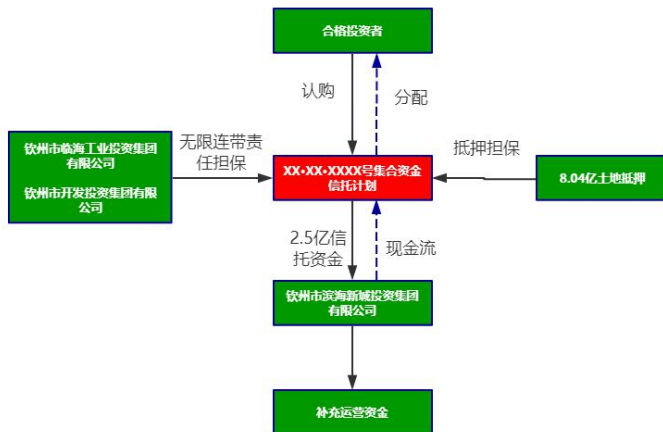 合格投资者
认购
分配
钦州市临海工业投资集团
有限公司
钦州市开发投资集团有限
公司
无限连带责
任担保
XX•XX•XXXX号集合资金
信托计划
抵押担保
8.04亿土地抵押
2.5亿信
托资金
现金流
钦州市滨海新城投资集团
有限公司
补充运营资金